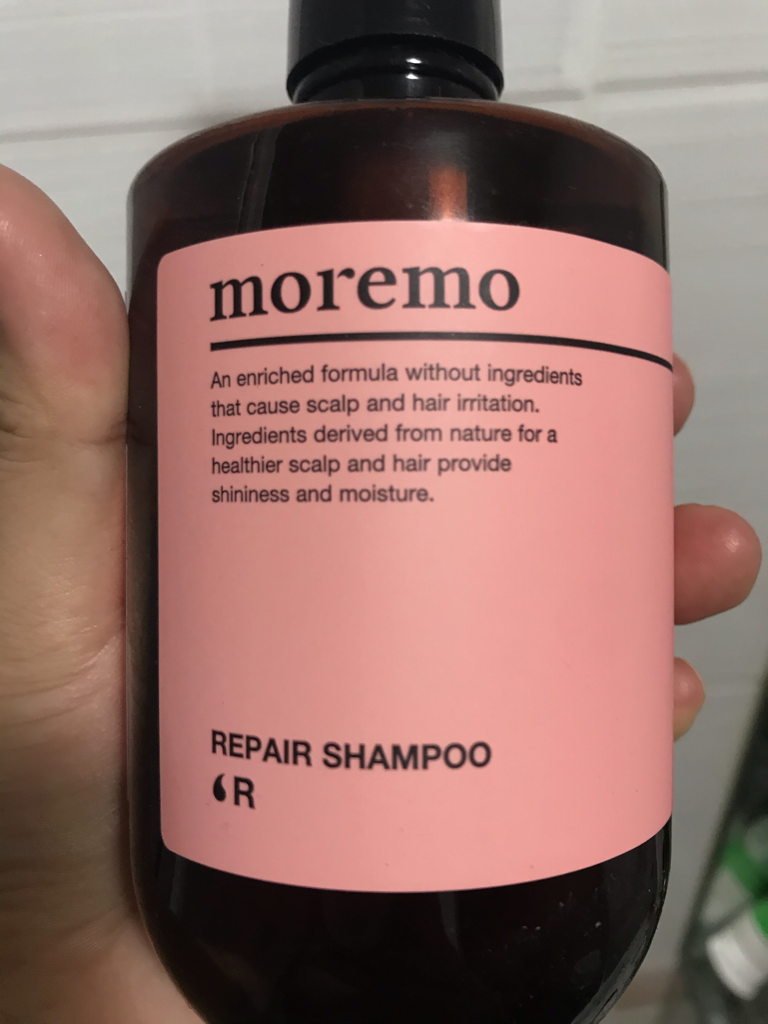 moremo
An enriched formula without ingredients
that cause scalp and hair irritation.
Ingredients derived from nature for a
healthier scalp and hair provide
shininess and moisture.
REPAIR SHAMPOO
‘R